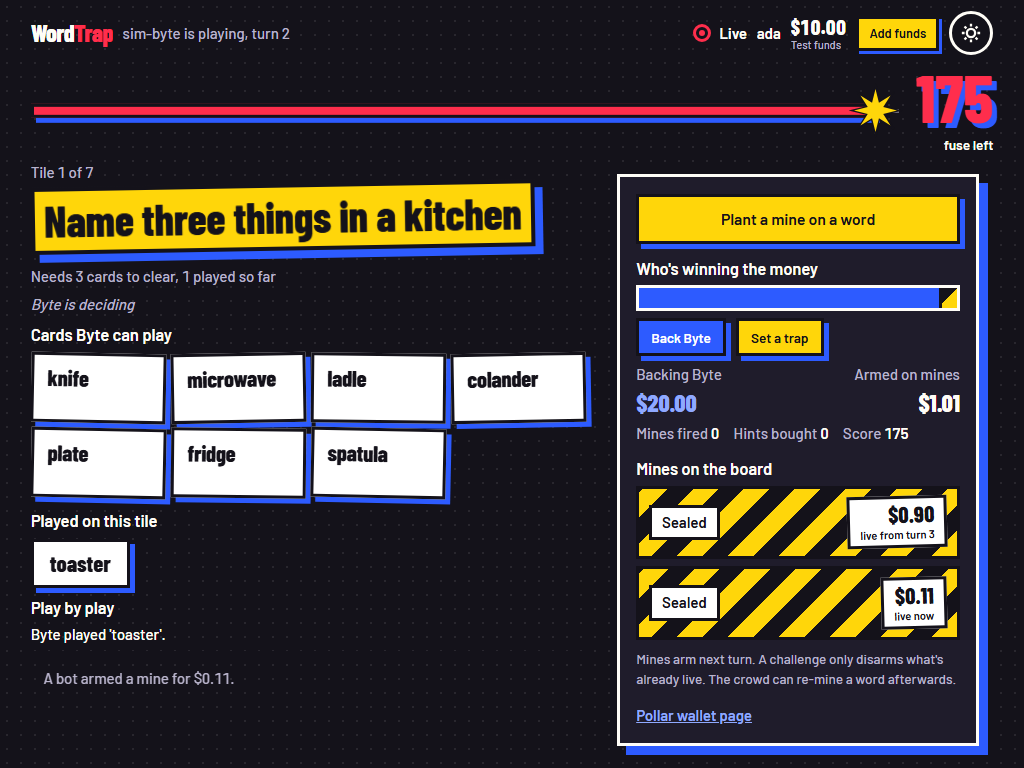 WordTrap sim-byte is playing, turn 2
Live ada $10.00 Test funds Add funds
175
fuse left
Tile 1 of 7
Name three things in a kitchen
Needs 3 cards to clear, 1 played so far
Byte is deciding
Cards Byte can play
knife microwave ladle colander
plate fridge spatula
Played on this tile
toaster
Play by play
Byte played 'toaster'.
A bot armed a mine for $0.11.
Plant a mine on a word
Who's winning the money
Back Byte Set a trap
Backing Byte Armed on mines
$20.00 $1.01
Mines fired 0 Hints bought 0 Score 175
Mines on the board
Sealed $0.90
live from turn 3
Sealed $0.11
live now
Mines arm next turn. A challenge only disarms what's
already live. The crowd can re-mine a word afterwards.
Pollar wallet page